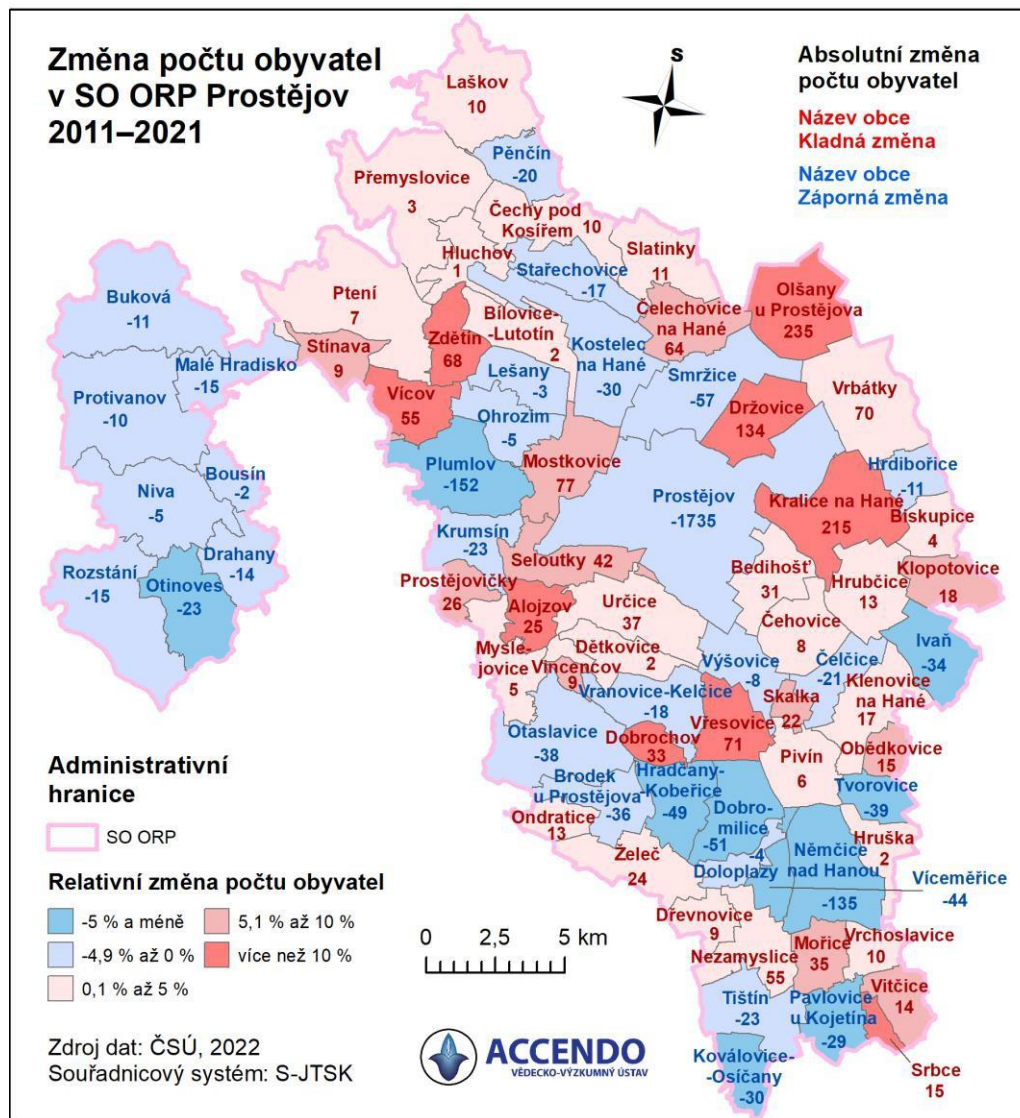 Změna počtu obyvatel
v SO ORP Prostějov
2011–2021
S
Absolutní změna
počtu obyvatel
Název obce
Kladná změna
Název obce
Záporná změna
Laškov
10
Pěnčín
-20
Přemyslovice
3
Čechy pod
Kosířem
10
Slatinky
11
Hluchov
1
Stařechovice
-17
Olšany
u Prostějova
235
Buková
-11
Ptení
7
Čelechovice
na Hané
64
Bílovice-
-Lutotín
2
Zdětín
68
Stínava
9
Kostelec
na Hané
-30
Malé Hradisko
-15
Lešany
-3
Smržice
-57
Vrbátky
70
Protivanov
-10
Vícov
55
Držovice
134
Ohrozim
-5
Plumlov
-152
Mostkovice
77
Hrdibořice
-11
Bousín
-2
Niva
-5
Prostějov
-1735
Kralice na Hané
215
Biskupice
4
Krumsín
-23
Drahany
-14
Seloutky 42
Bedihošť
31
Klopotovice
18
Rozstání
-15
Otinoves
-23
Prostějovičky
26
Hrubčice
13
Alojzov
25
Určice
37
Čehovice
8
Ivaň
-34
Dětkovice
2
Myslejovice
5
Vincencov
9
Výšovice
-8
Čelčice
-21
Klenovice
na Hané
17
Vranovice-Kelčice
-18
Skalka
22
Otaslavice
-38
Dobrochov
33
Vřesovice
71
Obědkovice
15
Pivín
6
Brodek
u Prostějova
-36
Hradčany-
-Kobeřice
-49
Tvorovice
-39
Dobro-
milice
-51
Ondratice
13
Hruška
2
Želeč
24
-4
Doloplazy
Němčice
nad Hanou
-135
Víceměřice
-44
Dřevnovice
9
Mořice
35
Vrchoslavice
10
Nezamyslice
55
Vitčice
14
Tištín
-23
Pavlovice
u Kojetína
-29
Koválovice-
-Osíčany
-30
Srbce
15
Administrativní
hranice
SO ORP
Relativní změna počtu obyvatel
-5 % a méně
5,1 % až 10 %
-4,9 % až 0 %
více než 10 %
0,1 % až 5 %
0 2,5 5 km
Zdroj dat: ČSÚ, 2022
Souřadnicový systém: S-JTSK
ACCENDO
VĚDECKO-VÝZKUMNÝ ÚSTAV